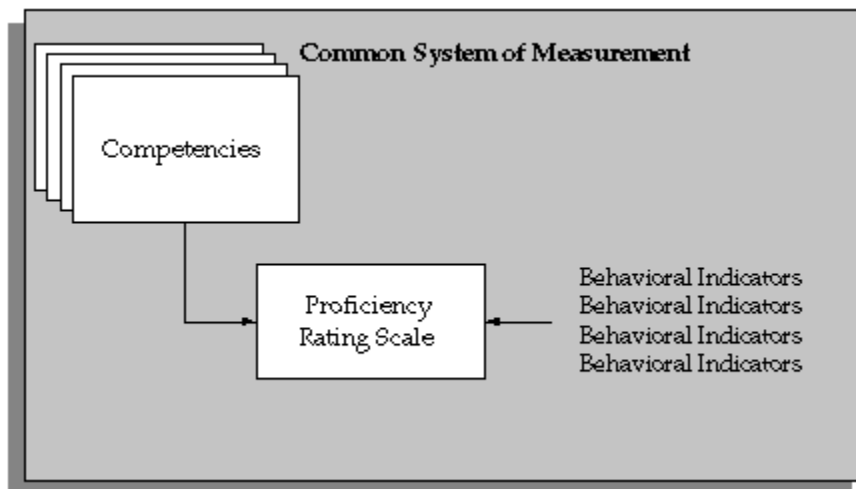 Common System of Measurement
Competencies
Proficiency
Rating Scale
Behavioral Indicators
Behavioral Indicators
Behavioral Indicators
Behavioral Indicators